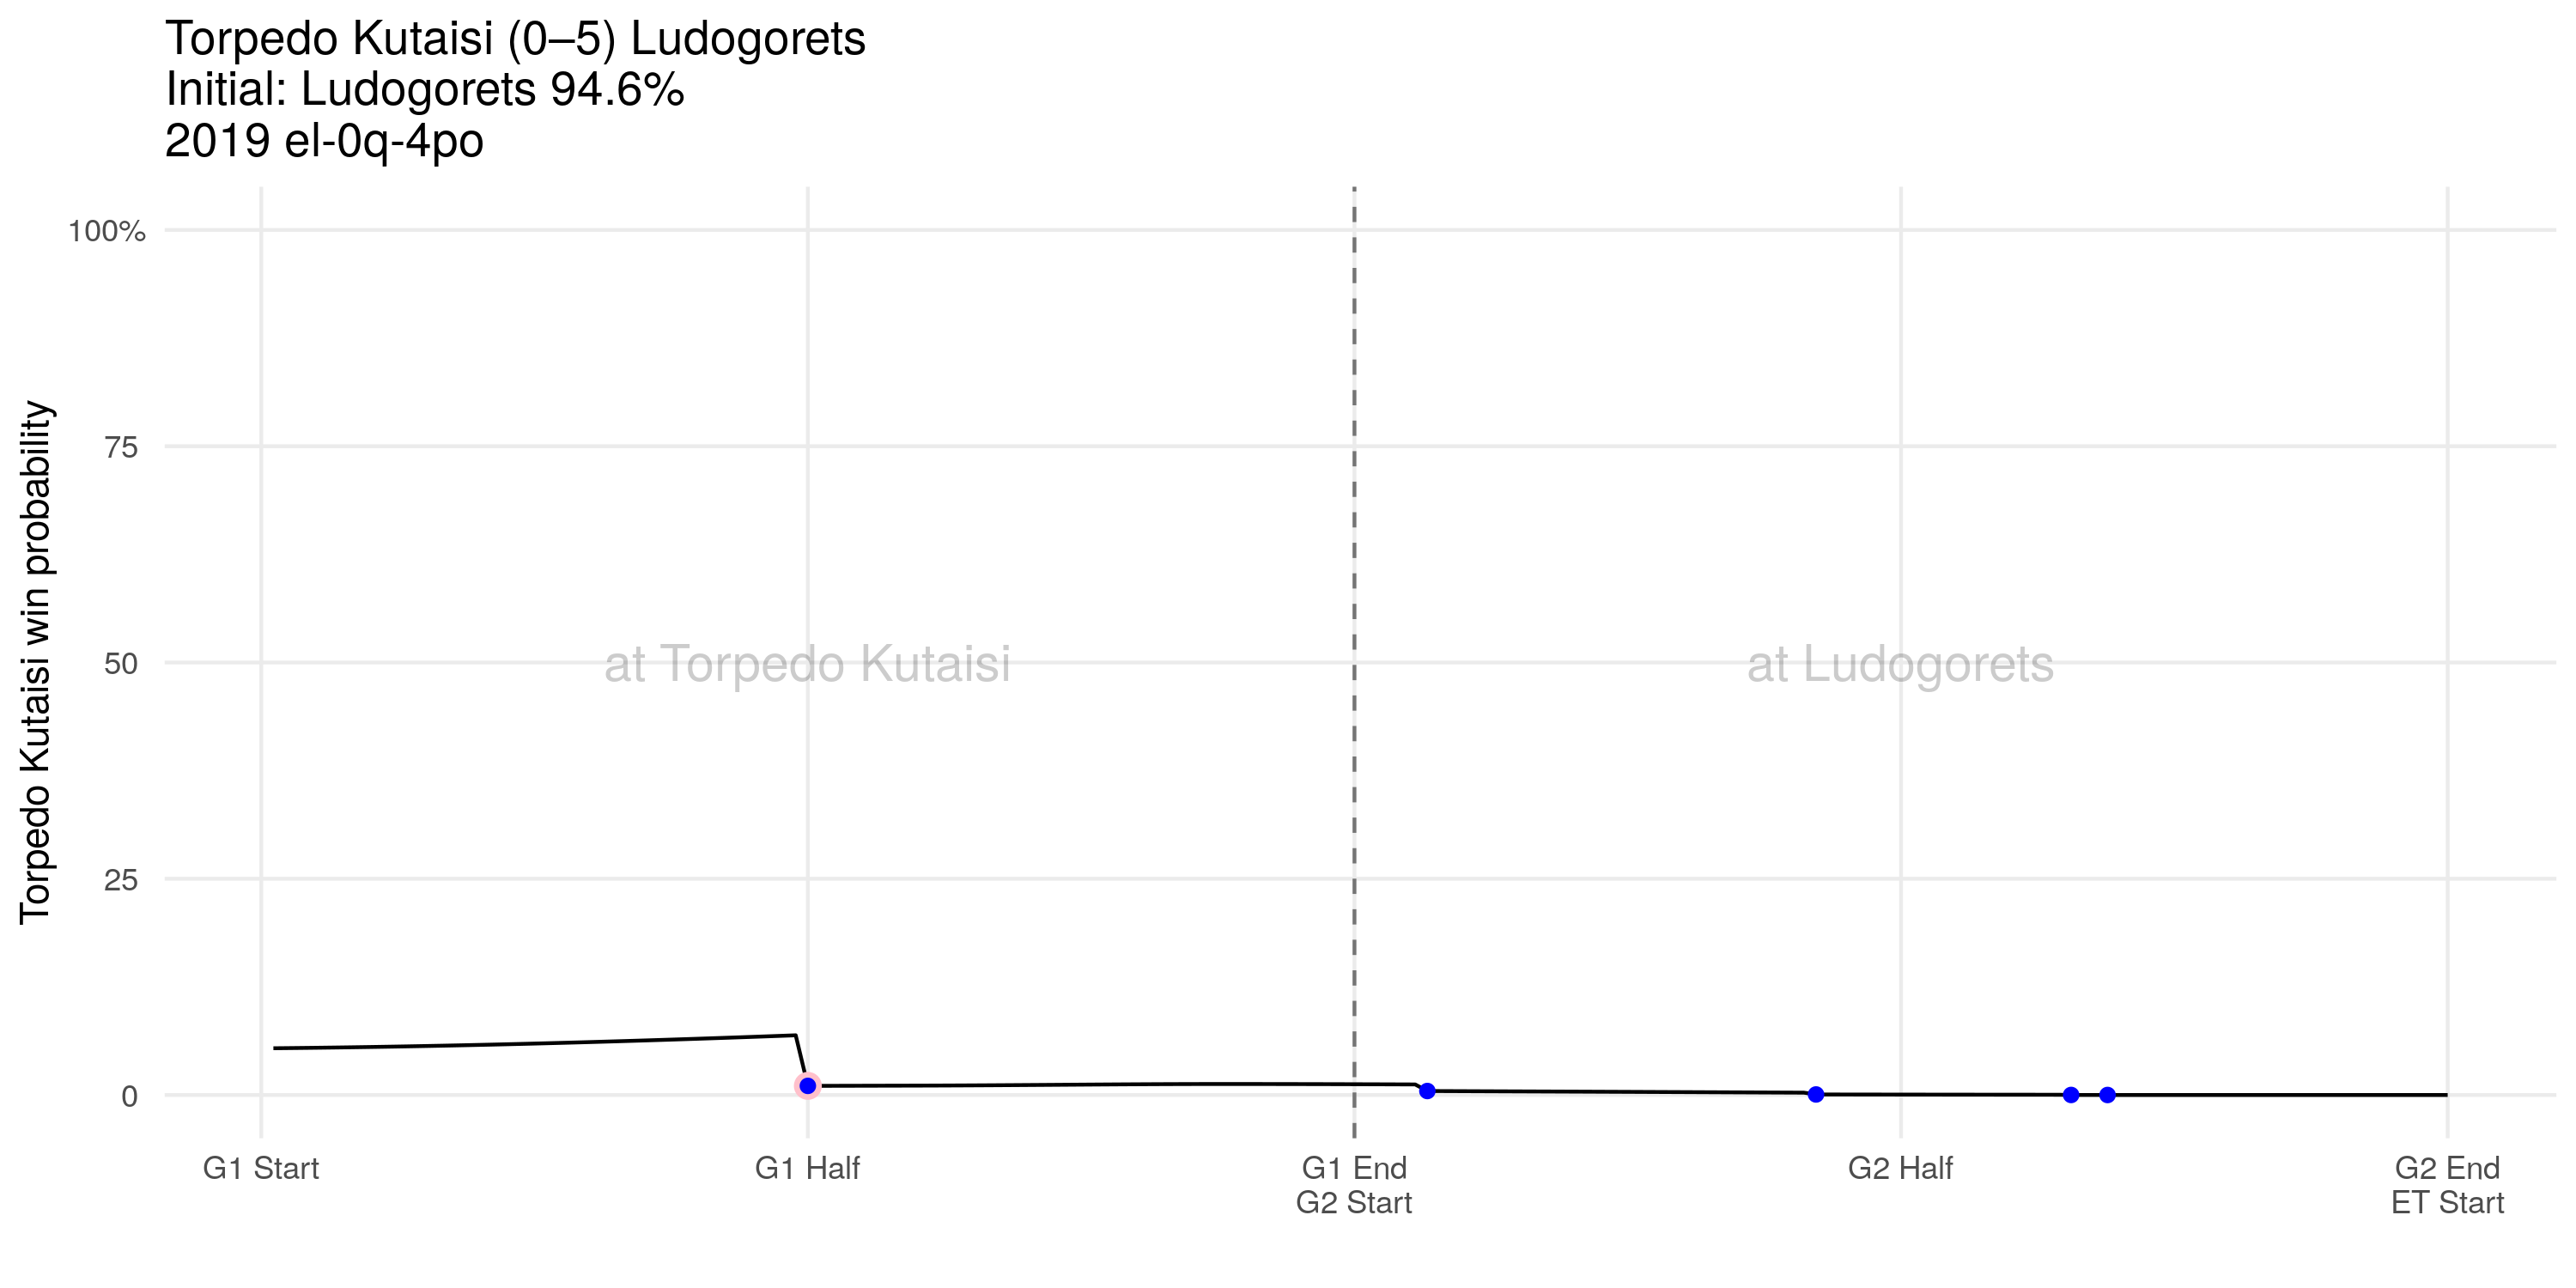 Torpedo Kutaisi (0–5) Ludogorets
Initial: Ludogorets 94.6%
2019 el-0q-4po
Torpedo Kutaisi win probability
100%
75
50
25
0
at Torpedo Kutaisi
at Ludogorets
G1 Start
G1 Half
G1 End
G2 Start
G2 Half
G2 End
ET Start